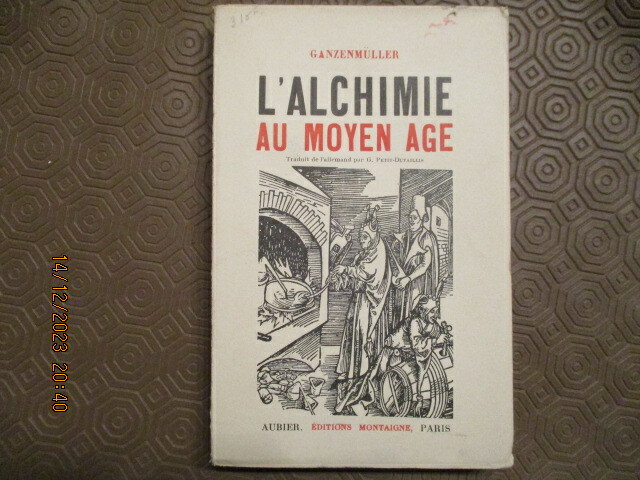 GANZENMÜLLER
L'ALCHIMIE
AU MOYEN AGE
Traduit de l'allemand par G. PETIT-DUTAILLIS
AUBIER, ÉDITIONS MONTAIGNE, PARIS
14/12/2023 20:40